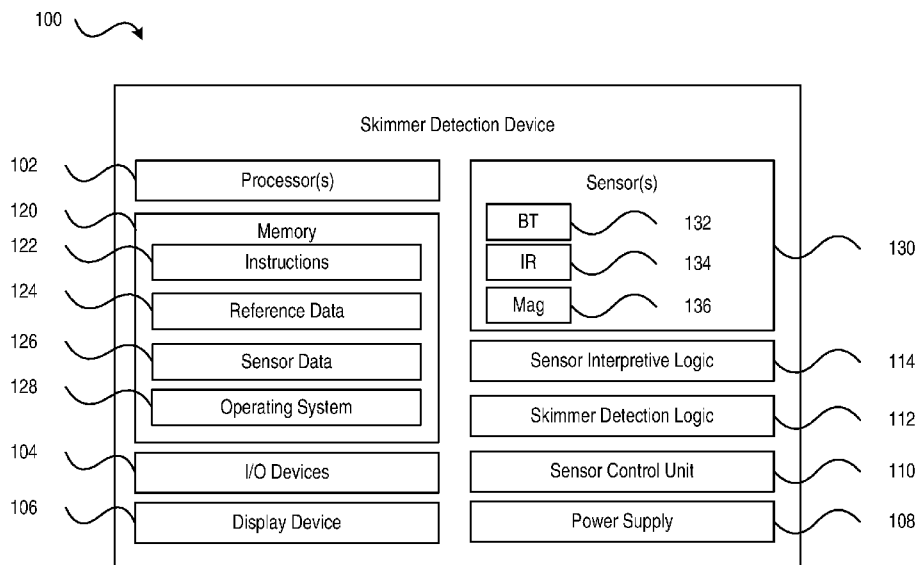 100
Skimmer Detection Device
102
Processor(s)
120
Memory
122
Instructions
124
Reference Data
126
Sensor Data
128
Operating System
104
I/O Devices
106
Display Device
Sensor(s)
130
BT
132
IR
134
Mag
136
Sensor Interpretive Logic
114
Skimmer Detection Logic
112
Sensor Control Unit
110
Power Supply
108